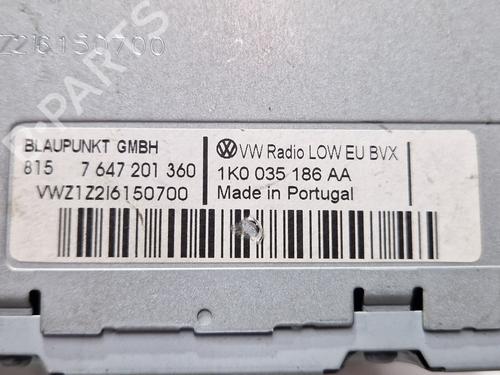 Z2I6150700
BLAUPUNKT GMBH
815 7 647 201 360
VWZ1Z2I6150700
VW Radio LOW EU BVX
1K0 035 186 AA
Made in Portugal